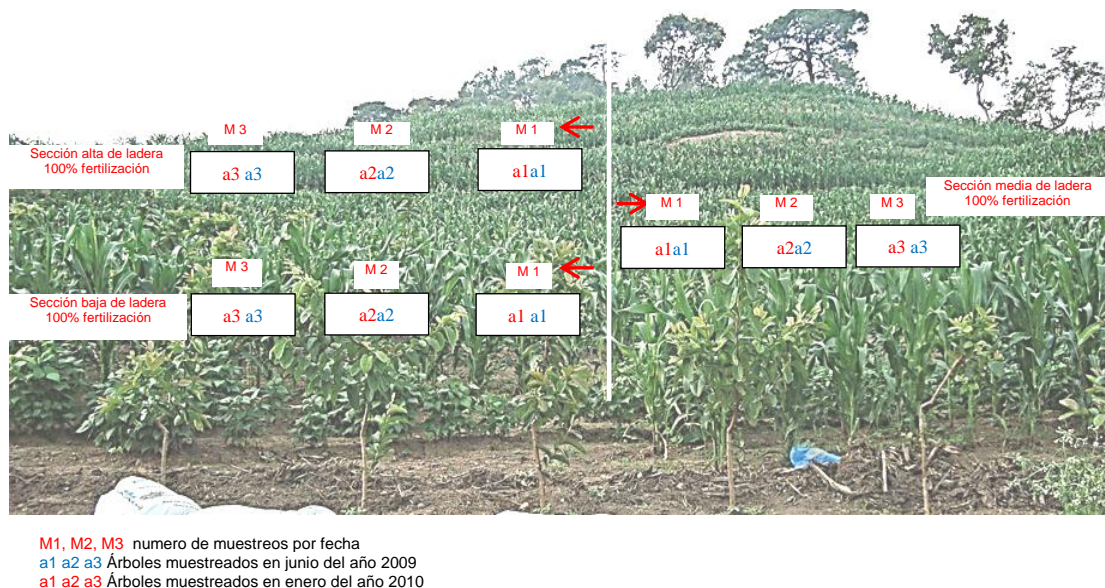 M 3 M 2 M 1
Sección alta de ladera
100% fertilización
a3 a3 a2a2 a1a1
Sección media de ladera
100% fertilización
M 1 M 2 M 3
a1a1 a2a2 a3 a3
M 3 M 2 M 1
Sección baja de ladera
100% fertilización
a3 a3 a2a2 a1 a1
M1, M2, M3 numero de muestreos por fecha
a1 a2 a3 Árboles muestreados en junio del año 2009
a1 a2 a3 Árboles muestreados en enero del año 2010